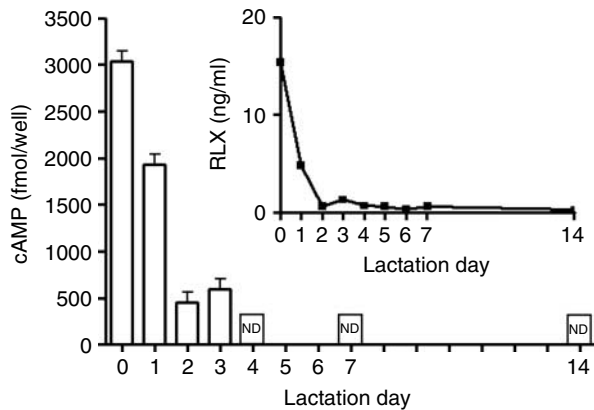 3500
3000
2500
2000
1500
1000
500
0
cAMP (fmol/well)
ND
ND
ND
0 1 2 3 4 5 6 7 14
Lactation day
20
10
0
RLX (ng/ml)
0 1 2 3 4 5 6 7 14
Lactation day